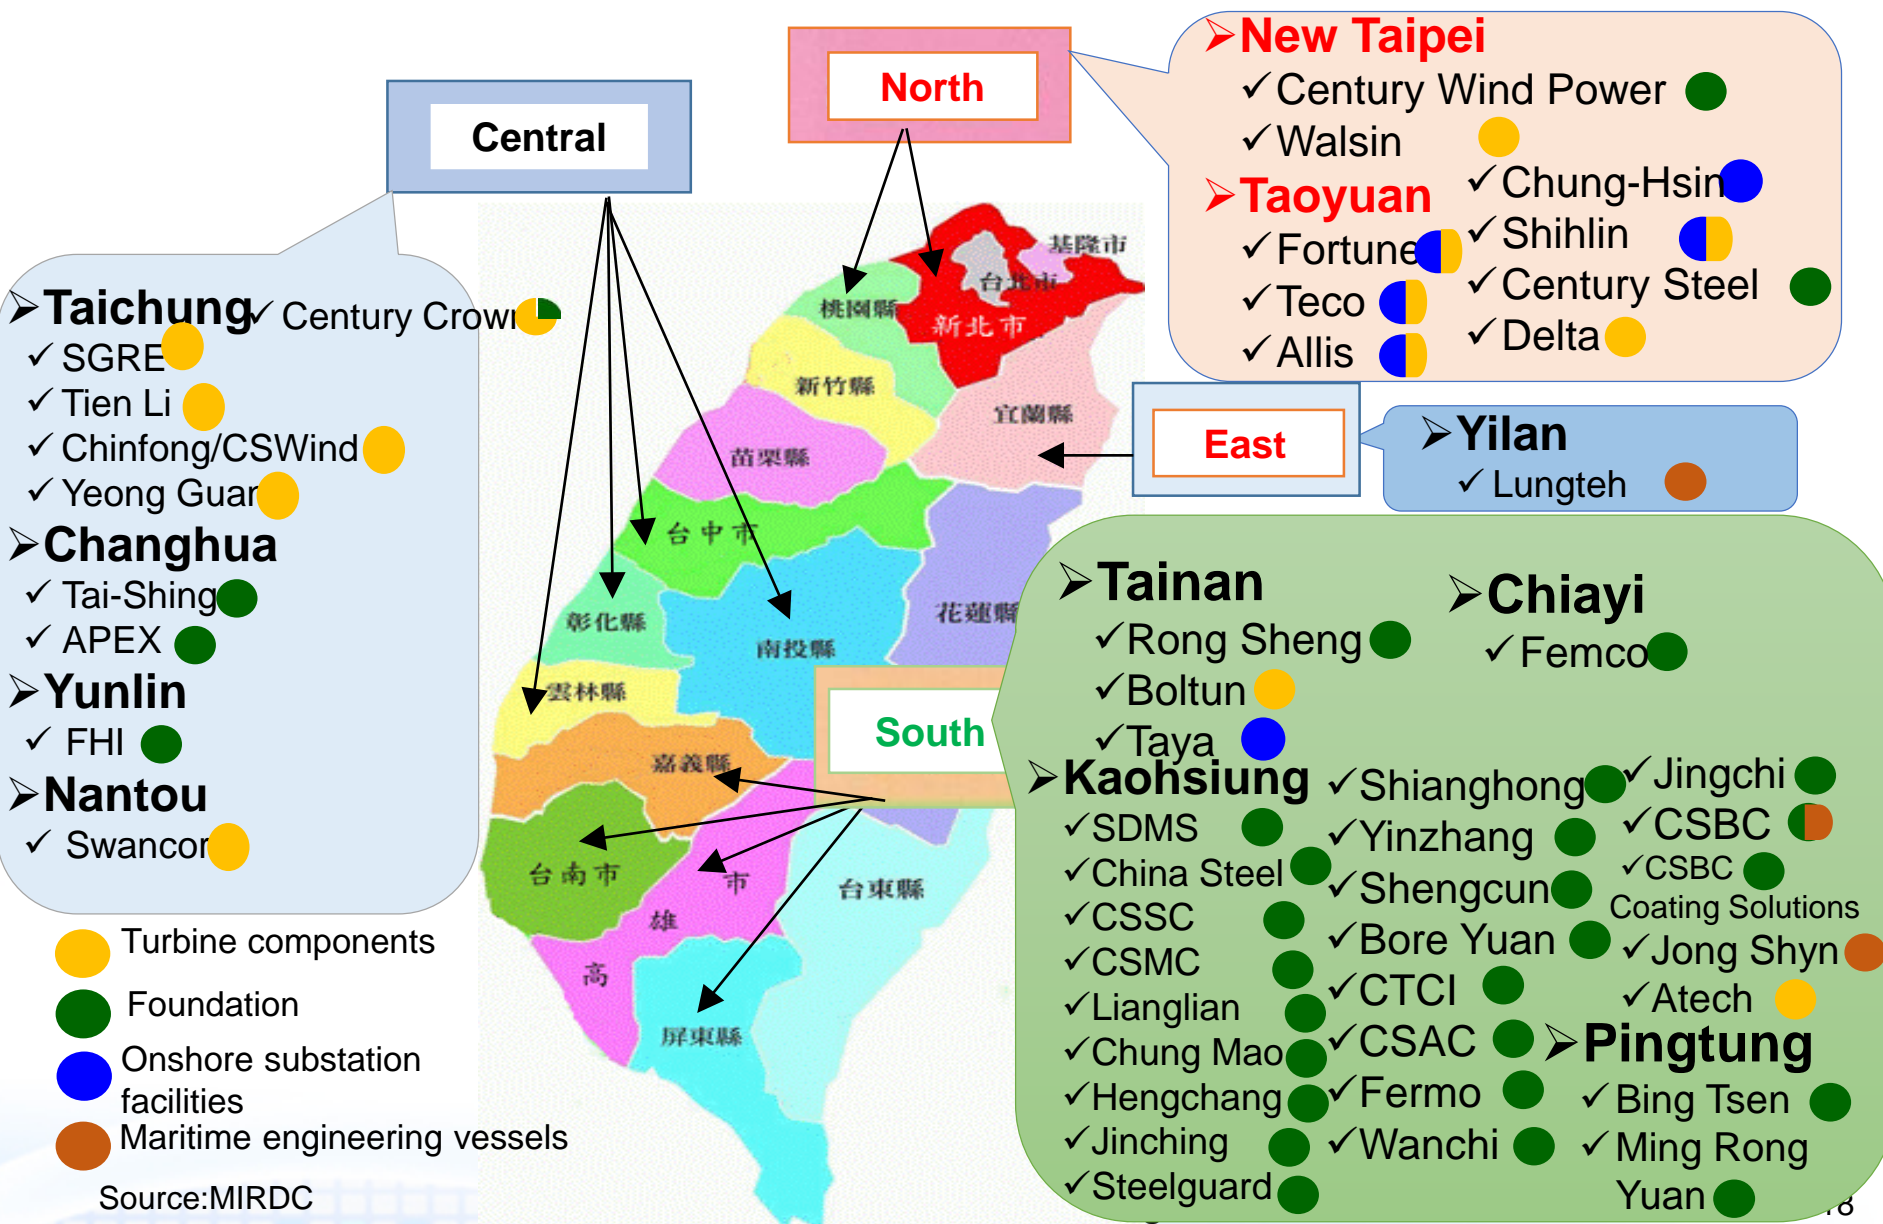 North
Central
➢New Taipei
✓Century Wind Power
✓Walsin
➢Taoyuan
✓Fortune
✓Teco
✓Allis
✓Chung-Hsin
✓Shihlin
✓Century Steel
✓Delta
➢Taichung
✓Century Crown
✓SGRE
✓Tien Li
✓Chinfong/CSWind
✓Yeong Guan
➢Changhua
✓Tai-Shing
✓APEX
➢Yunlin
✓FHI
➢Nantou
✓Swancor
East
➢Yilan
✓Lungteh
South
➢Tainan
✓Rong Sheng
✓Boltun
✓Taya
➢Chiayi
✓Femco
➢Kaohsiung
✓SDMS
✓China Steel
✓CSSC
✓CSMC
✓Lianglian
✓Chung Mao
✓Hengchang
✓Jinching
✓Steelguard
✓Shianghong
✓Yinzhang
✓Shengcun
✓Bore Yuan
✓CTCI
✓CSAC
✓Fermo
✓Wanchi
✓Jingchi
✓CSBC
✓CSBC
Coating Solutions
✓Jong Shyn
✓Atech
➢Pingtung
✓Bing Tsen
✓Ming Rong
Yuan
基隆市
台北市
桃園縣
新北市
新竹縣
宜蘭縣
苗栗縣
台中市
彰化縣
南投縣
花蓮縣
雲林縣
嘉義縣
台南市
高
雄
市
台東縣
屏東縣
Turbine components
Foundation
Onshore substation
facilities
Maritime engineering vessels
Source:MIRDC
18